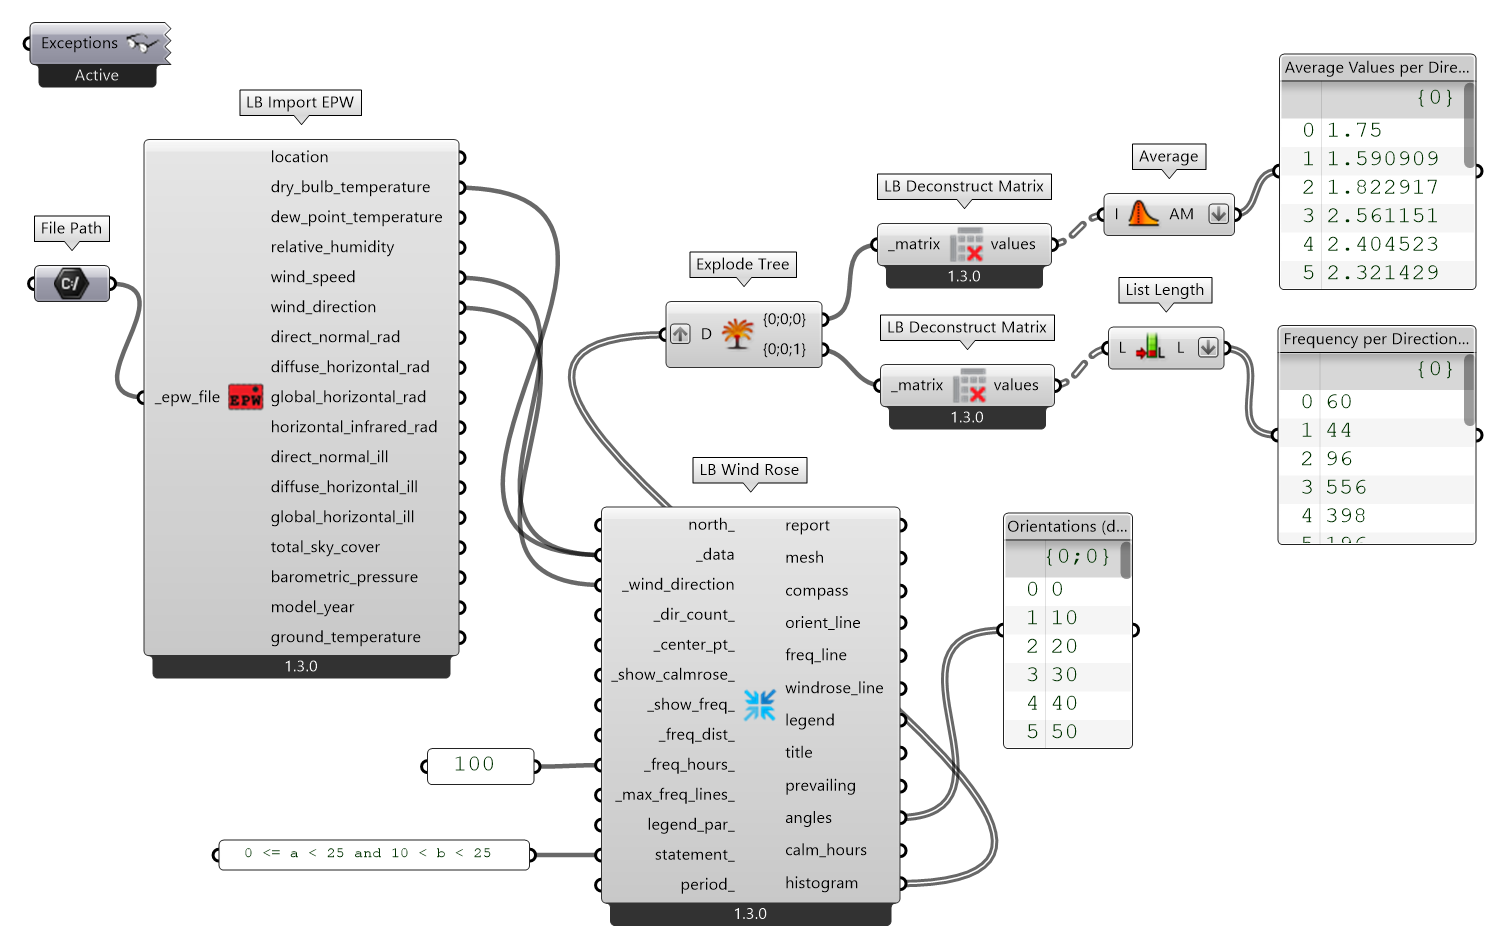 Exceptions
Active
LB Import EPW
location
dry_bulb_temperature
dew_point_temperature
relative_humidity
wind_speed
wind_direction
direct_normal_rad
diffuse_horizontal_rad
_epw_file
EPW
global_horizontal_rad
horizontal_infrared_rad
direct_normal_ill
diffuse_horizontal_ill
global_horizontal_ill
total_sky_cover
barometric_pressure
model_year
ground_temperature
1.3.0
File Path
C:/
Explode Tree
D
{0;0;0}
{0;0;1}
LB Deconstruct Matrix
_matrix
values
1.3.0
LB Deconstruct Matrix
_matrix
values
1.3.0
Average
I
AM
List Length
L
L
L
Average Values per Dire...
{0}
0 1.75
1 1.590909
2 1.822917
3 2.561151
4 2.404523
5 2.321429
Frequency per Direction...
{0}
0 60
1 44
2 96
3 556
4 398
5 196
LB Wind Rose
north_
_data
_wind_direction
_dir_count_
_center_pt_
_show_calmrose_
_show_freq_
_freq_dist_
_freq_hours_
_max_freq_lines_
legend_par_
statement_
period_
report
mesh
compass
orient_line
freq_line
windrose_line
legend
title
prevailing
angles
calm_hours
histogram
1.3.0
Orientations (d...
{0;0}
0 0
1 10
2 20
3 30
4 40
5 50
100
0 <= a < 25 and 10 < b < 25